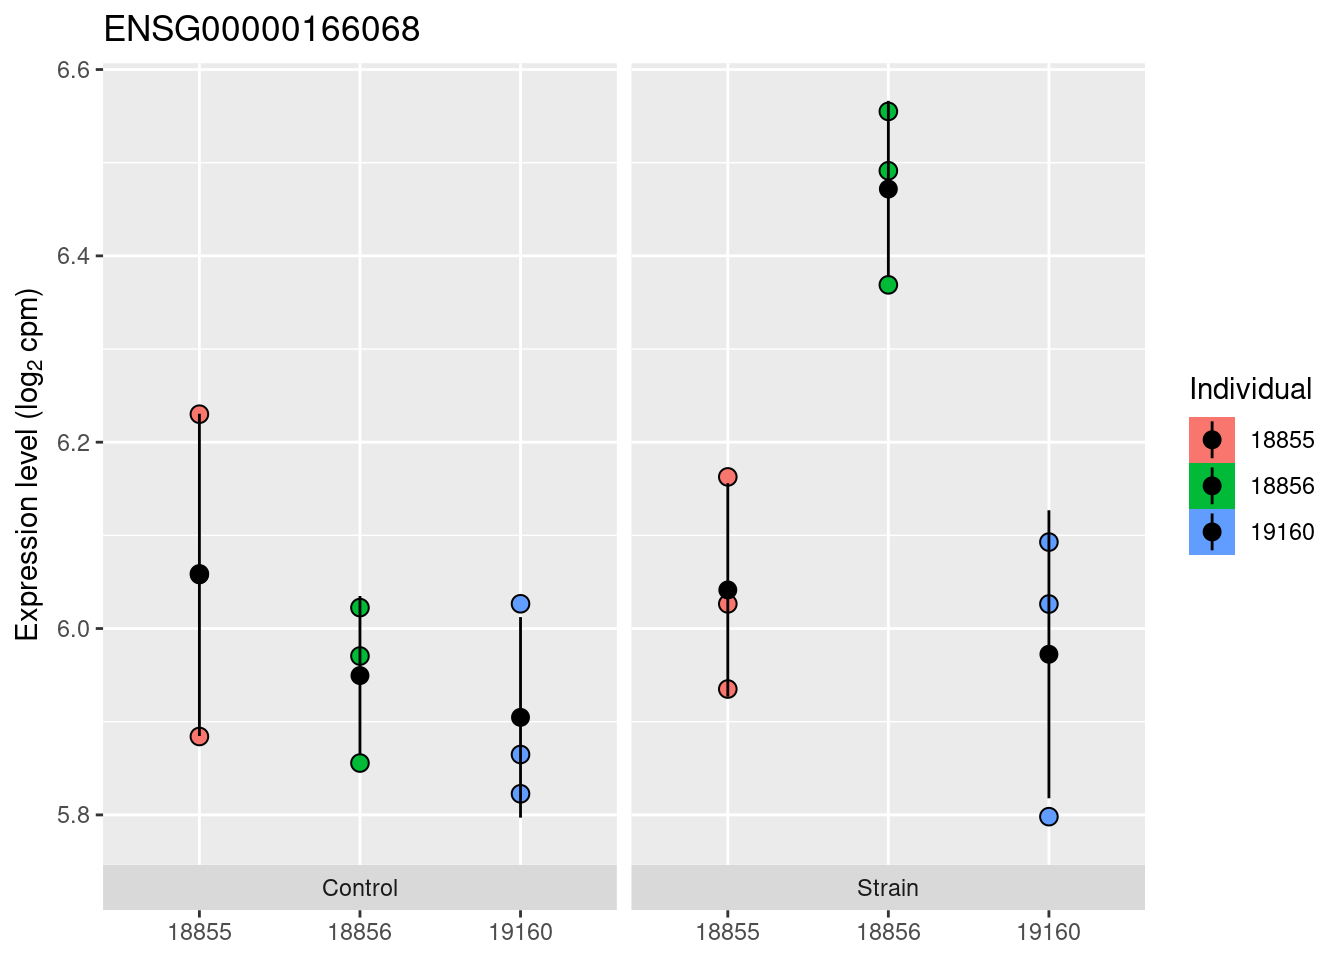 ENSG00000166068
Expression level (log2 cpm)
6.6
6.4
6.2
6.0
5.8
Control
Strain
18855
18856
19160
18855
18856
19160
Individual
18855
18856
19160